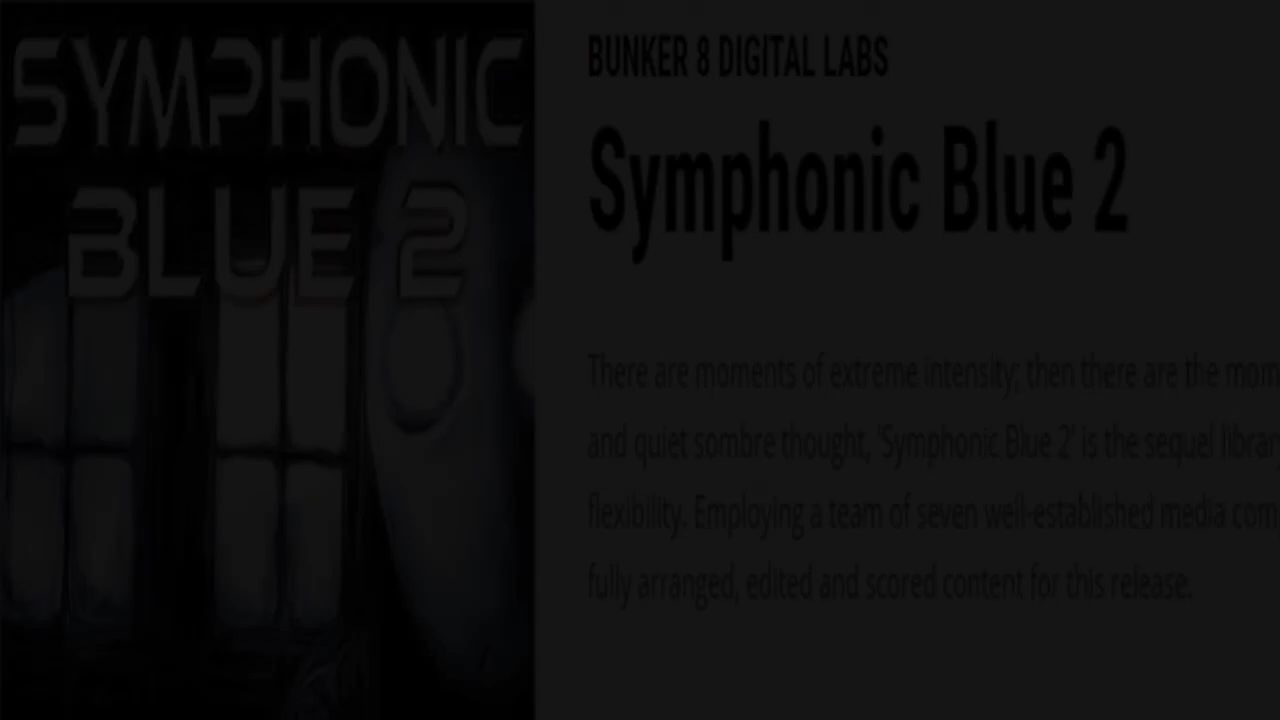 SYMPHONIC
BLUE 2
BUNKER 8 DIGITAL LABS
Symphonic Blue 2
There are moments of extreme intensity; then there are the
and quiet sombre thought, 'Symphonic Blue 2' is the sequel
flexibility. Employing a team of seven well-established media
fully arranged, edited and scored content for this release.